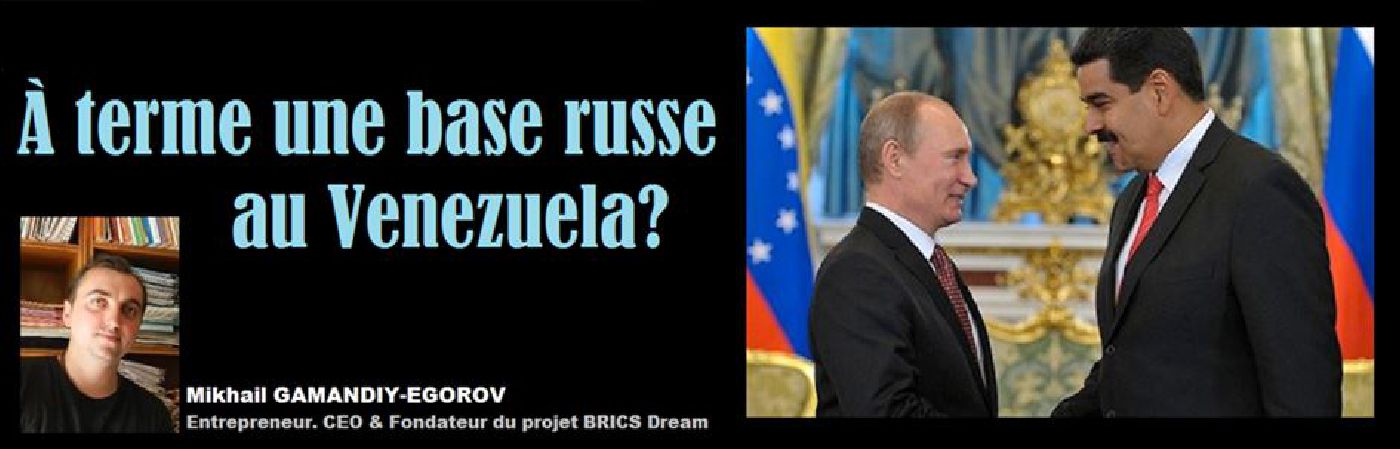 À terme une base russe
au Venezuela?
Mikhail GAMANDIY-EGOROV
Entrepreneur. CEO & Fondateur du projet BRICS Dream